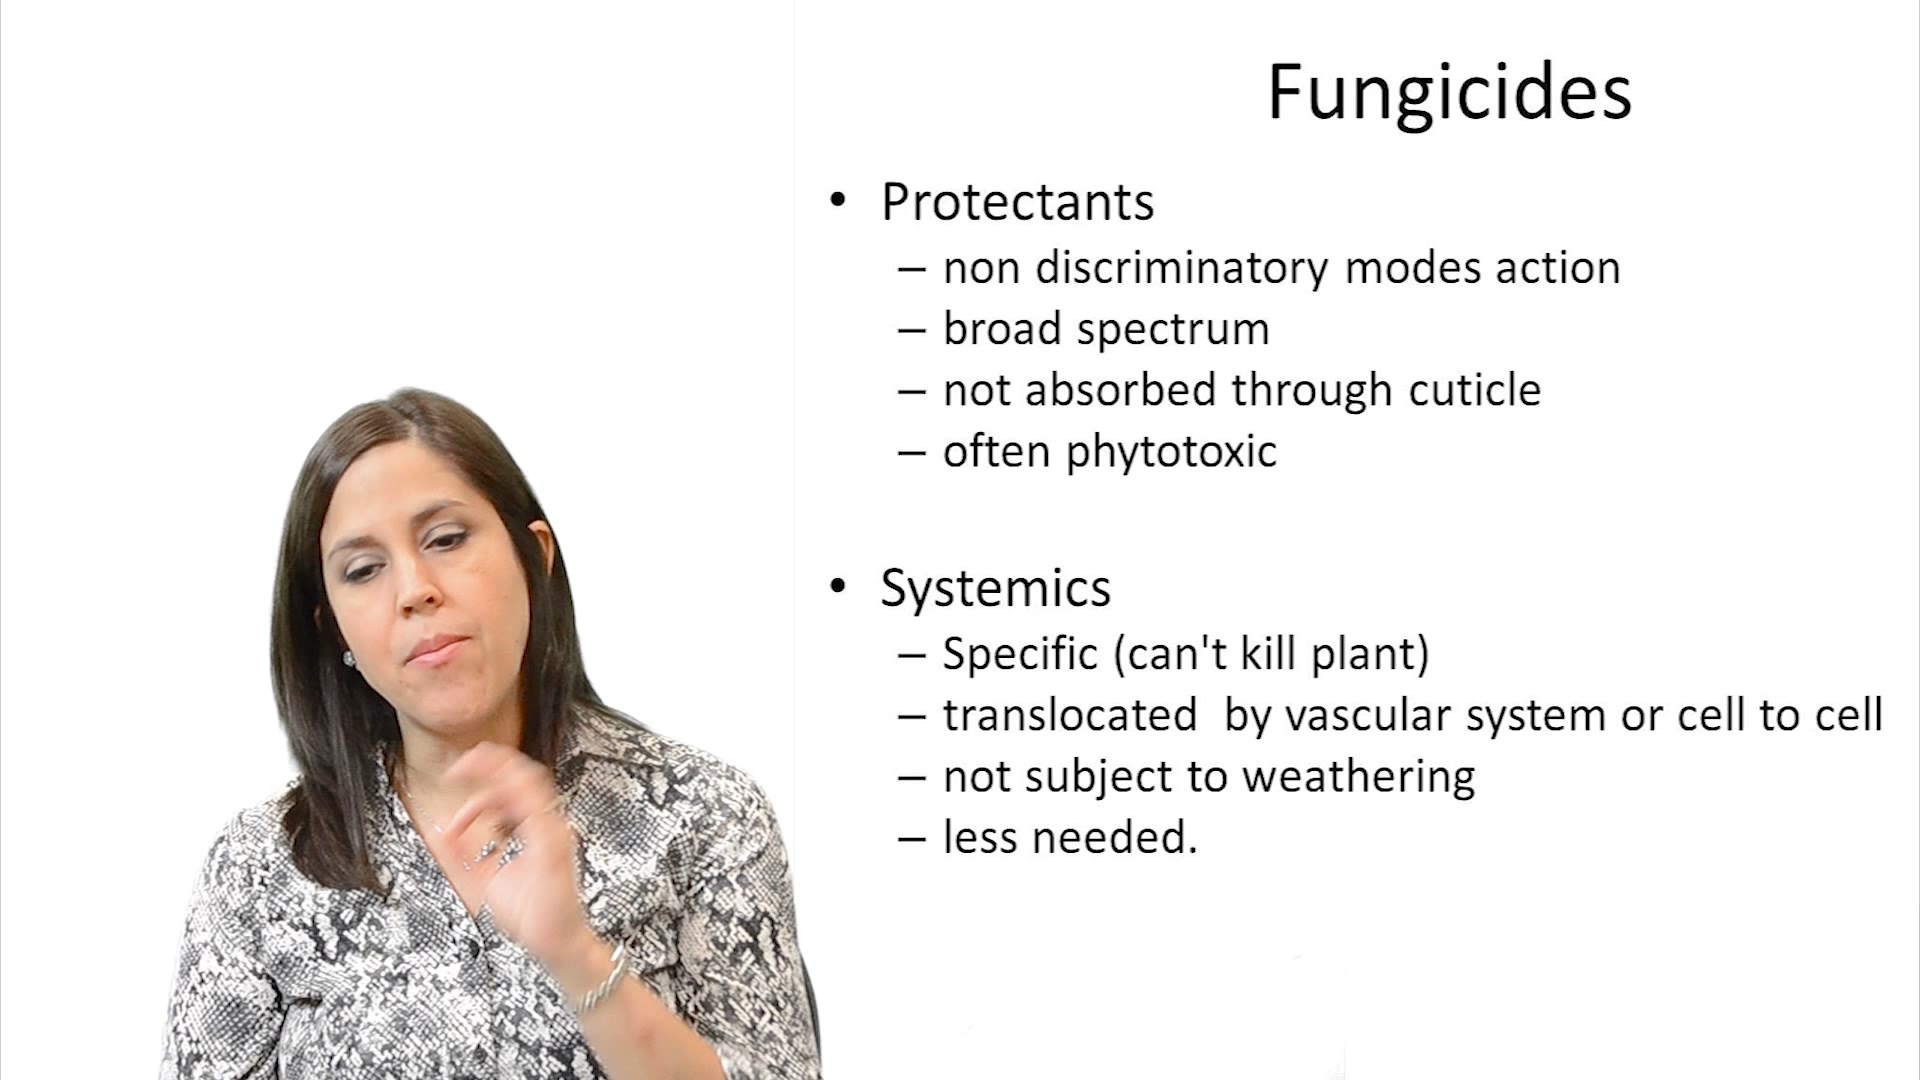 Fungicides
• Protectants
– non discriminatory modes action
– broad spectrum
– not absorbed through cuticle
– often phytotoxic
• Systemics
– Specific (can't kill plant)
– translocated  by vascular system or cell to cell
– not subject to weathering
– less needed.